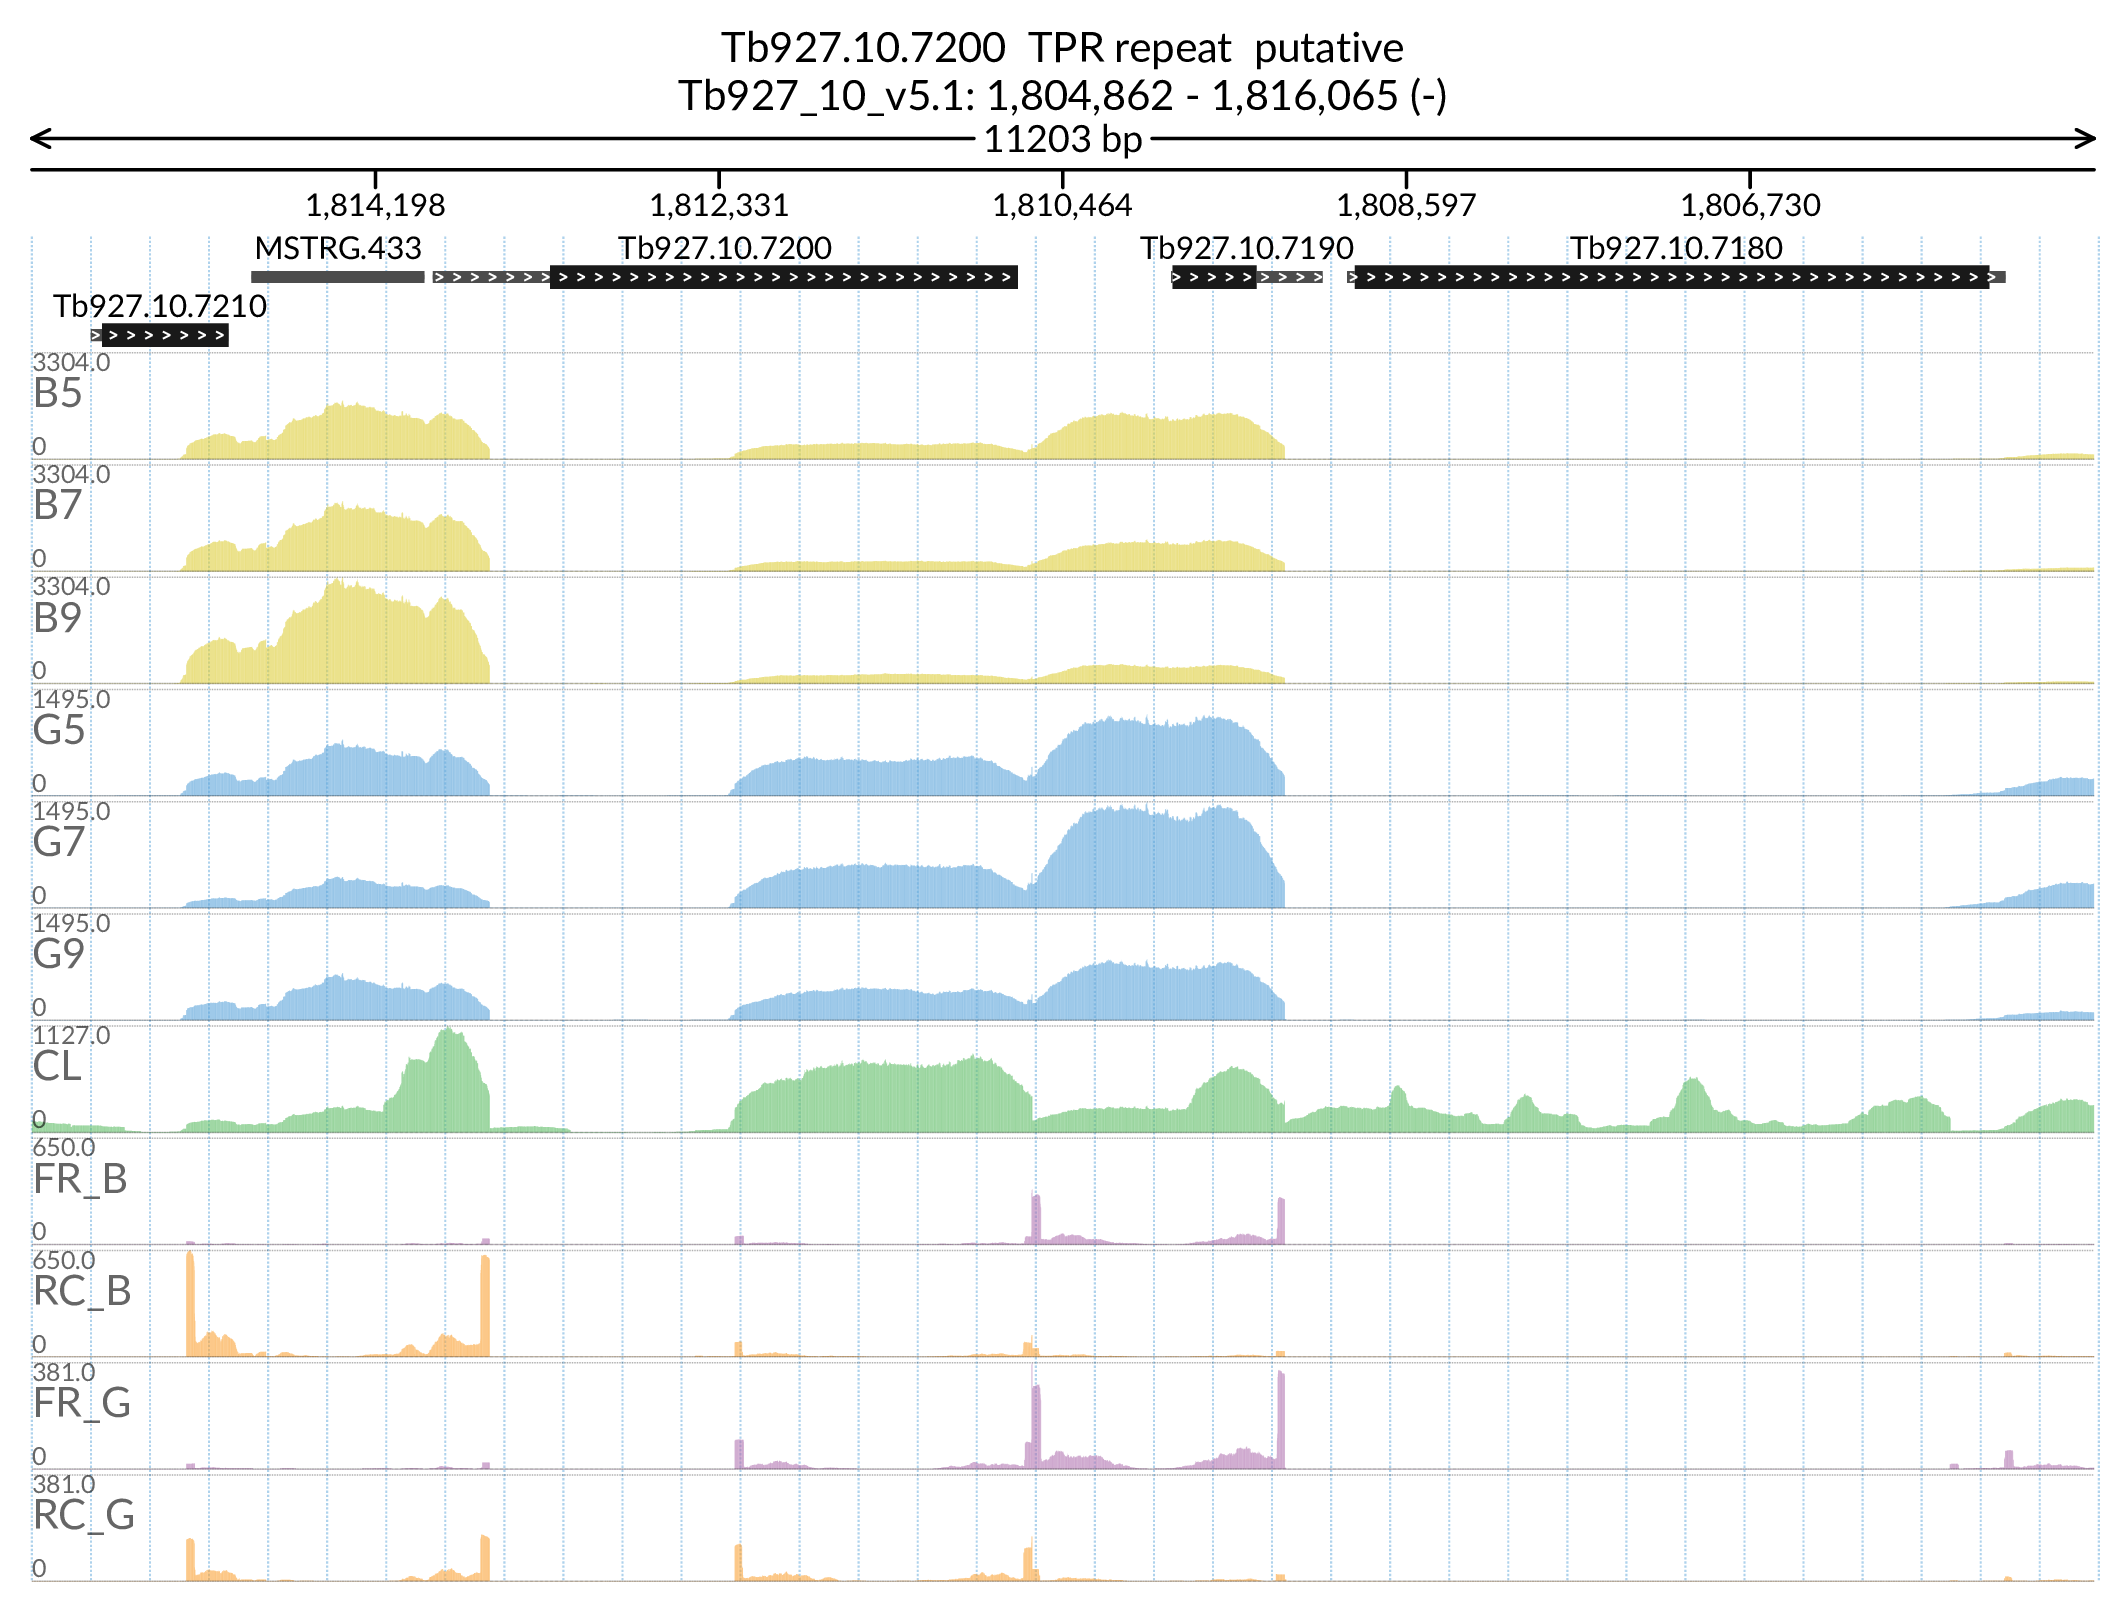 Tb927.10.7200  TPR repeat  putative
Tb927_10_v5.1: 1,804,862 - 1,816,065 (-)
11203 bp
1,814,198 1,812,331 1,810,464 1,808,597 1,806,730
MSTRG.433 Tb927.10.7200 Tb927.10.7190 Tb927.10.7180
Tb927.10.7210
3304.0
B5
0
3304.0
B7
0
3304.0
B9
0
1495.0
G5
0
1495.0
G7
0
1495.0
G9
0
1127.0
CL
0
650.0
FR_B
0
650.0
RC_B
0
381.0
FR_G
0
381.0
RC_G
0